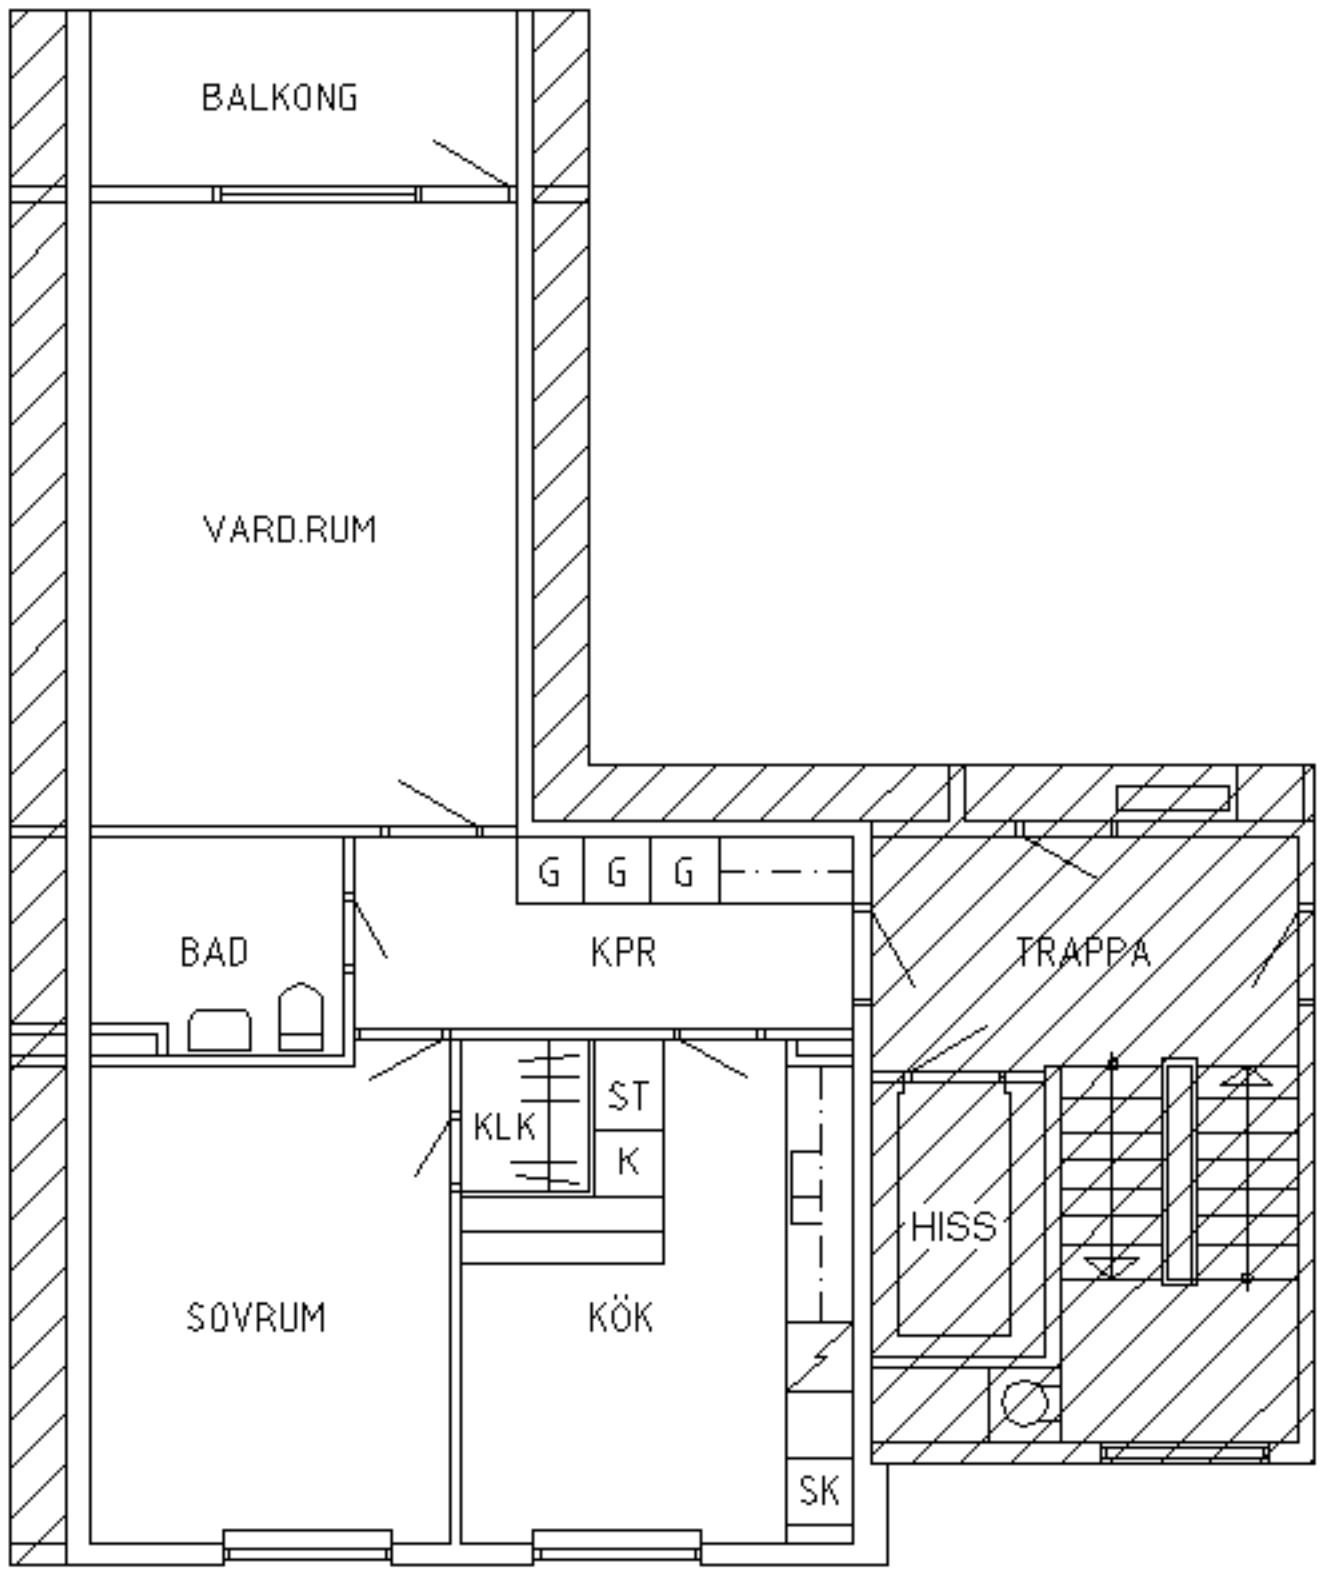 BALKONG
VARD.RUM
G G G
BAD
KPR
TRAPPA
ST
KLK
K
HISS
SOVRUM
KÖK
SK